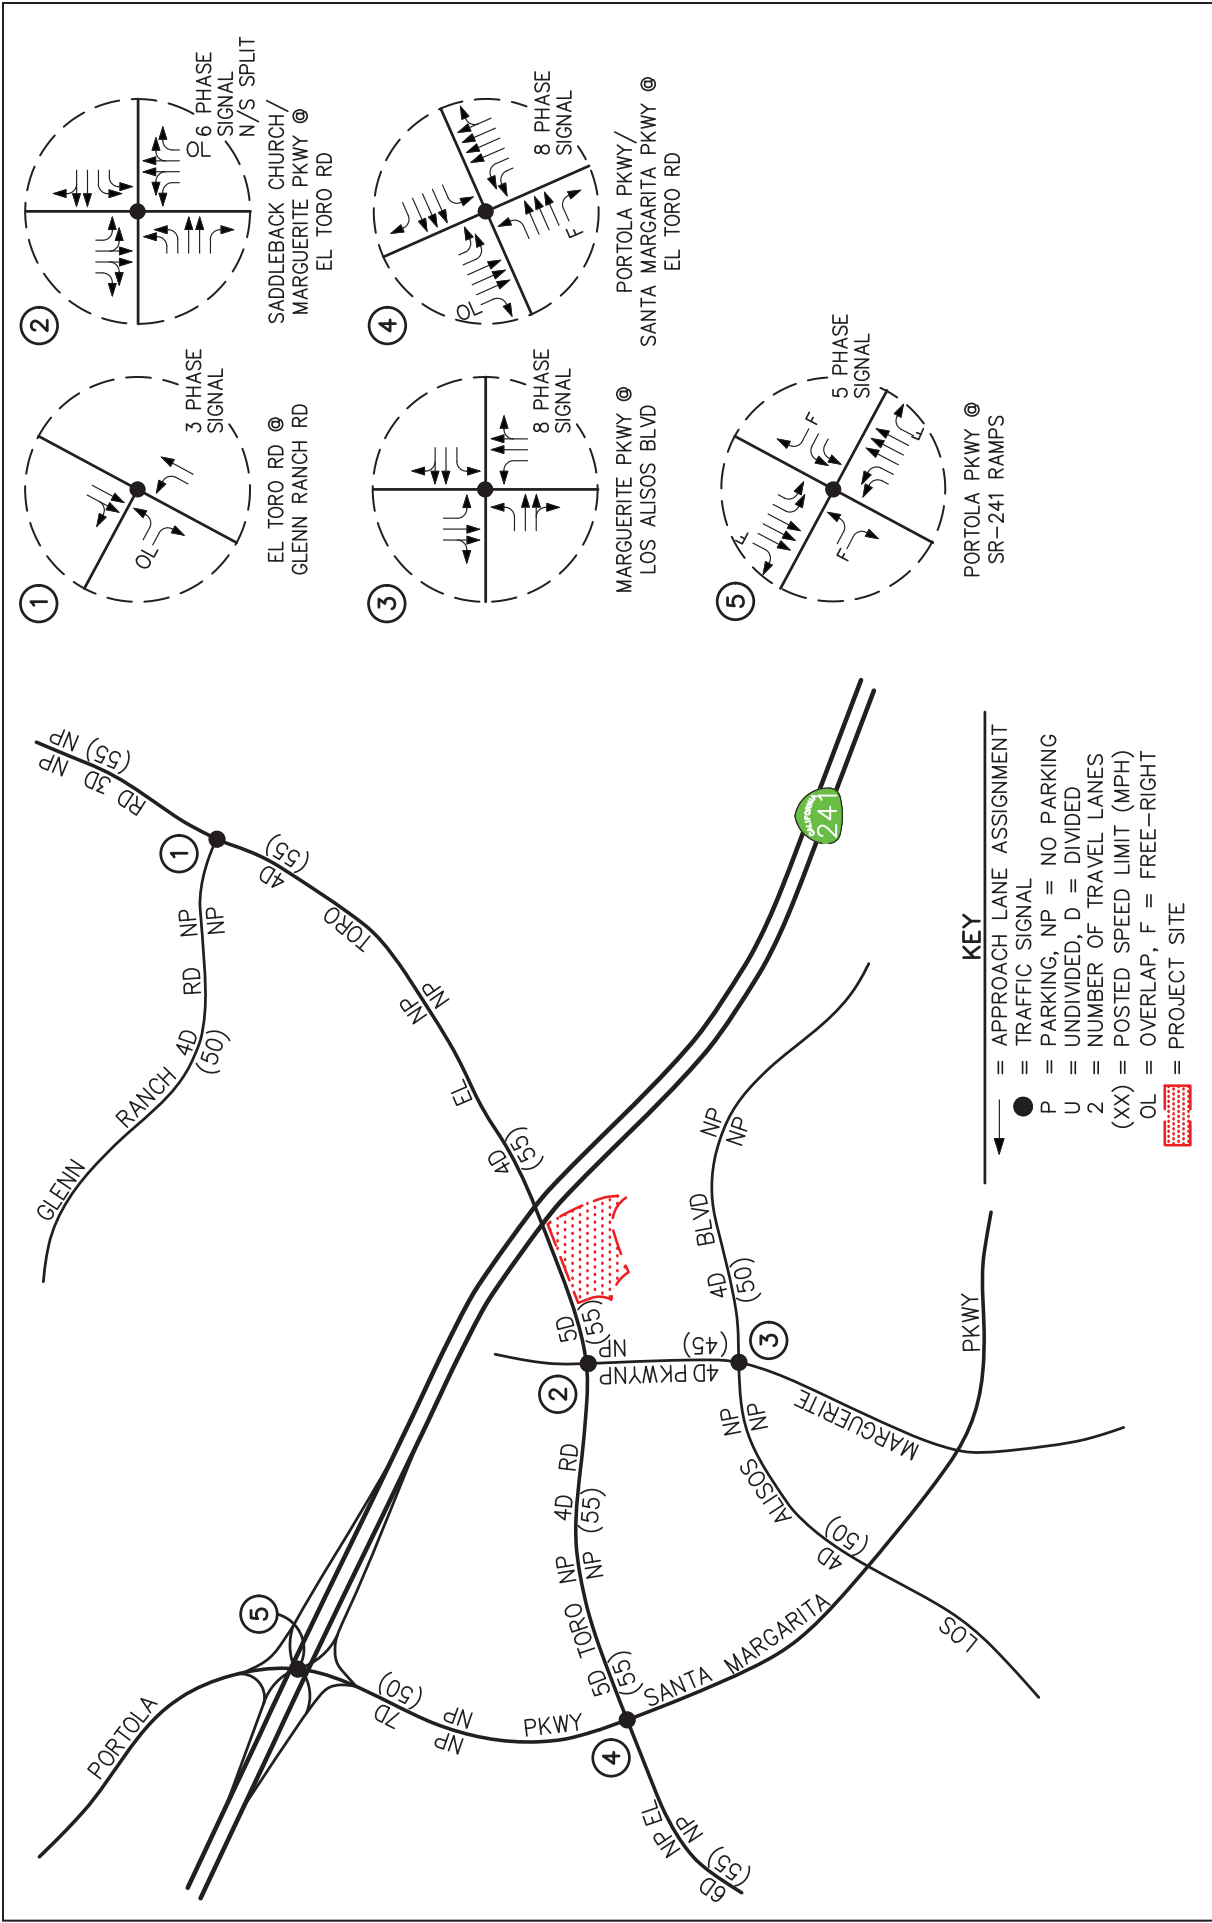 1
3 PHASE
SIGNAL
OL
EL TORO RD @
GLENN RANCH RD
2
OL
6 PHASE
SIGNAL
N/S SPLIT
SADDLEBACK CHURCH/
MARGUERITE PKWY @
EL TORO RD
3
8 PHASE
SIGNAL
MARGUERITE PKWY @
LOS ALISOS BLVD
4
8 PHASE
SIGNAL
OL
F
PORTOLA PKWY/
SANTA MARGARITA PKWY @
EL TORO RD
5
5 PHASE
SIGNAL
F
F
F
F
PORTOLA PKWY @
SR-241 RAMPS
GLENN RANCH RD
4D
(50)
NP
NP
1
RD 3D NP
(55) NP
4D
(55)
TORO
NP
NP
EL
4D
(55)
CALIFORNIA
241
5D
(55)
2
NP
NP
4D PKWY
(45)
3
MARGUERITE
BLVD
4D
(50)
NP
NP
NP
NP
ALISOS
4D
(50)
LOS
RD
4D
(55)
NP
NP
TORO
5D
(55)
4
EL
NP
NP
6D
(55)
PORTOLA
5
7D
(50)
NP
NP
PKWY
SANTA MARGARITA
PKWY
KEY
= APPROACH LANE ASSIGNMENT
= TRAFFIC SIGNAL
P = PARKING, NP = NO PARKING
U = UNDIVIDED, D = DIVIDED
2 = NUMBER OF TRAVEL LANES
(XX) = POSTED SPEED LIMIT (MPH)
OL = OVERLAP, F = FREE-RIGHT
= PROJECT SITE